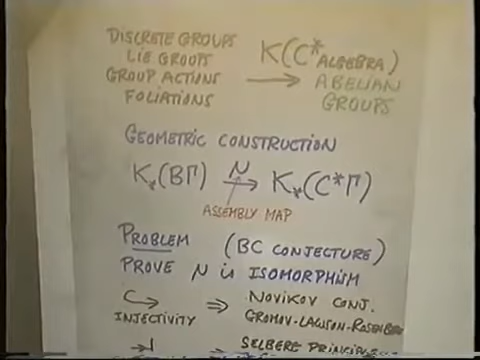 DISCRETE GROUPS
LIE GROUPS
GROUP ACTIONS
FOLIATIONS
K(C* ALGEBRA)
→ ABELIAN
GROUPS
GEOMETRIC CONSTRUCTION
K*(BΓ) →μ K*(C*Γ)
ASSEMBLY MAP
PROBLEM (BC CONJECTURE)
PROVE μ is ISOMORPHISM
↪ ⇒ NOVIKOV CONJ.
INJECTIVITY GROMOV-LAWSON-ROSENBERG
⇒ SELBERG PRINCIPLE...